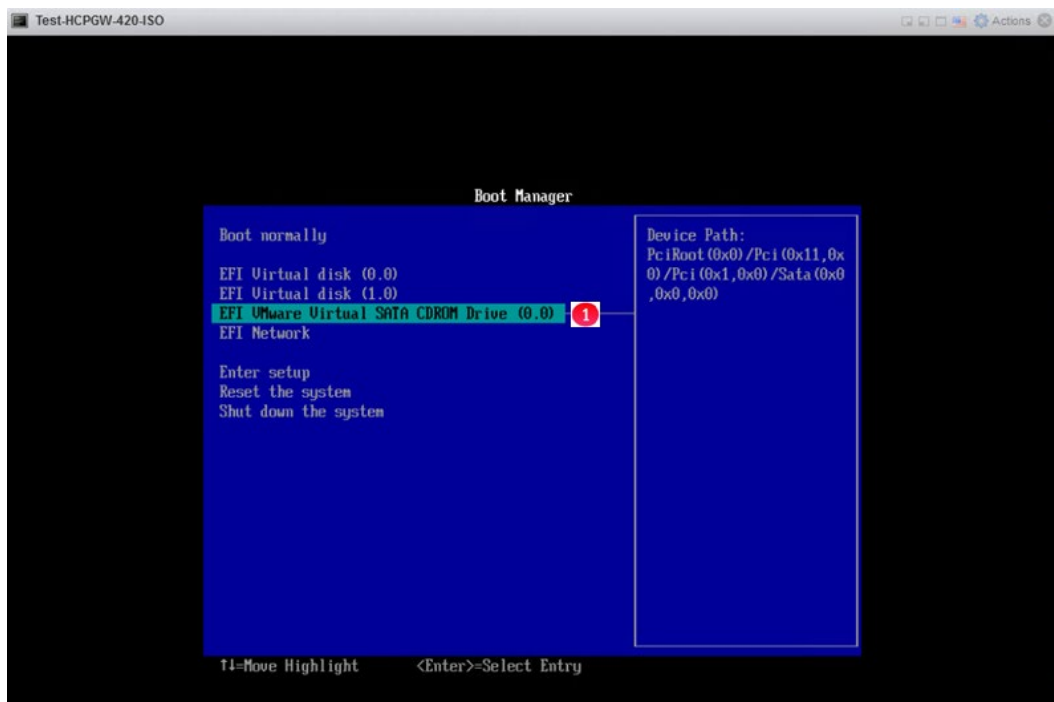 Test-HCPGW-420-ISO
Actions
Boot Manager
Boot normally
EFI Virtual disk (0.0)
EFI Virtual disk (1.0)
EFI VMware Virtual SATA CDROM Drive (0.0)
1
EFI Network
Enter setup
Reset the system
Shut down the system
Device Path:
PciRoot(0x0)/Pci(0x11,0x
0)/Pci(0x1,0x0)/Sata(0x0
,0x0,0x0)
↑↓=Move Highlight <Enter>=Select Entry